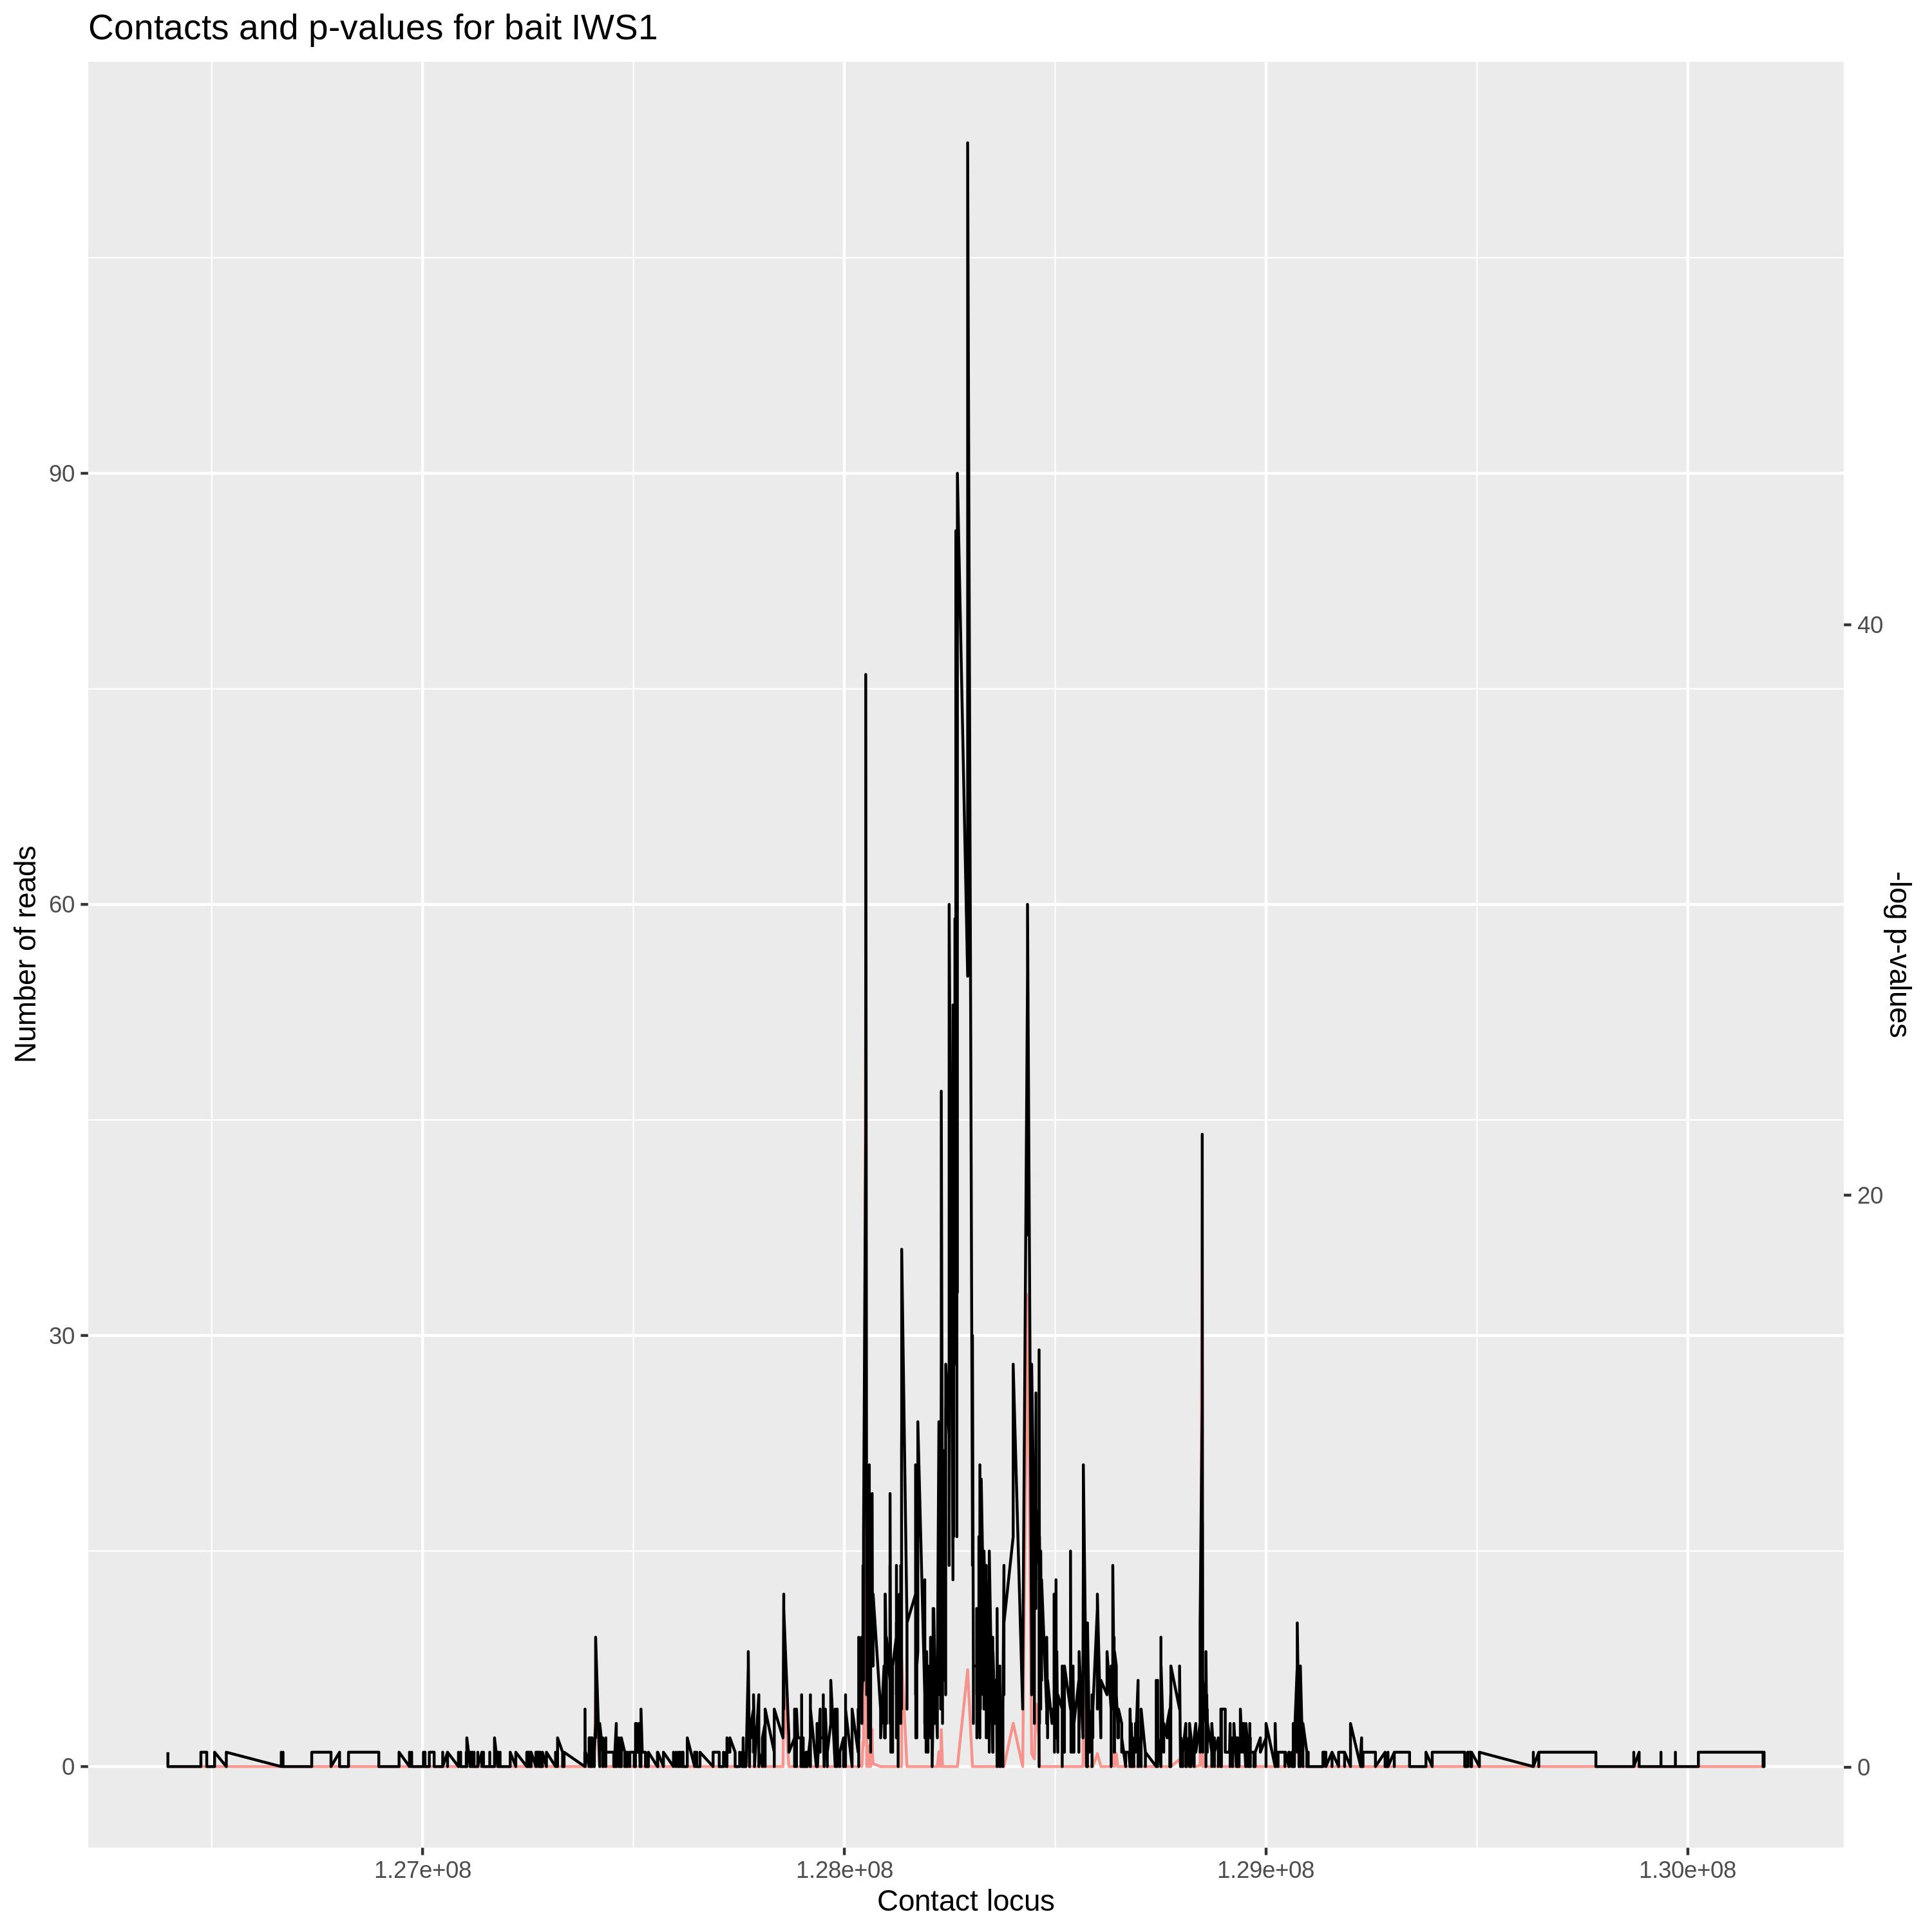 Contacts and p-values for bait IWS1
90
60
30
0
Number of reads
40
20
0
-log p-values
1.27e+08 1.28e+08 1.29e+08 1.30e+08
Contact locus